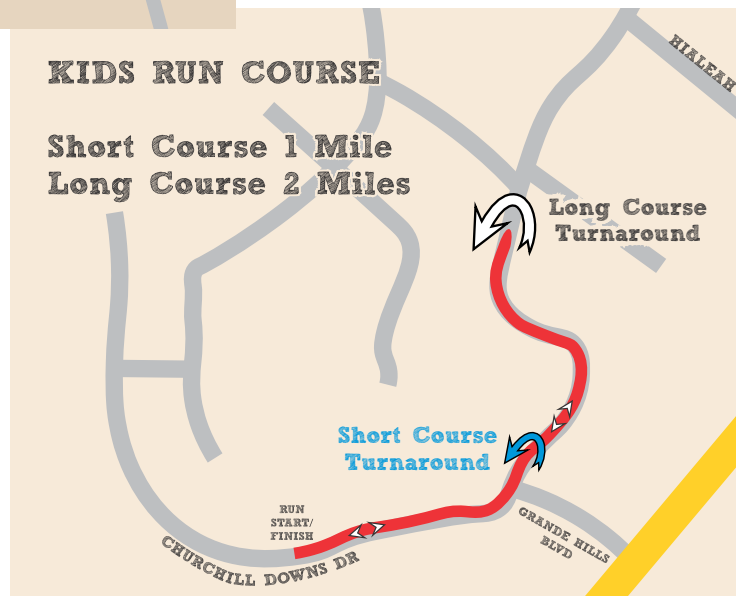 KIDS RUN COURSE
Short Course 1 Mile
Long Course 2 Miles
HIALEAH
Long Course
Turnaround
Short Course
Turnaround
RUN
START/
FINISH
GRANDE HILLS
BLVD
CHURCHILL DOWNS DR